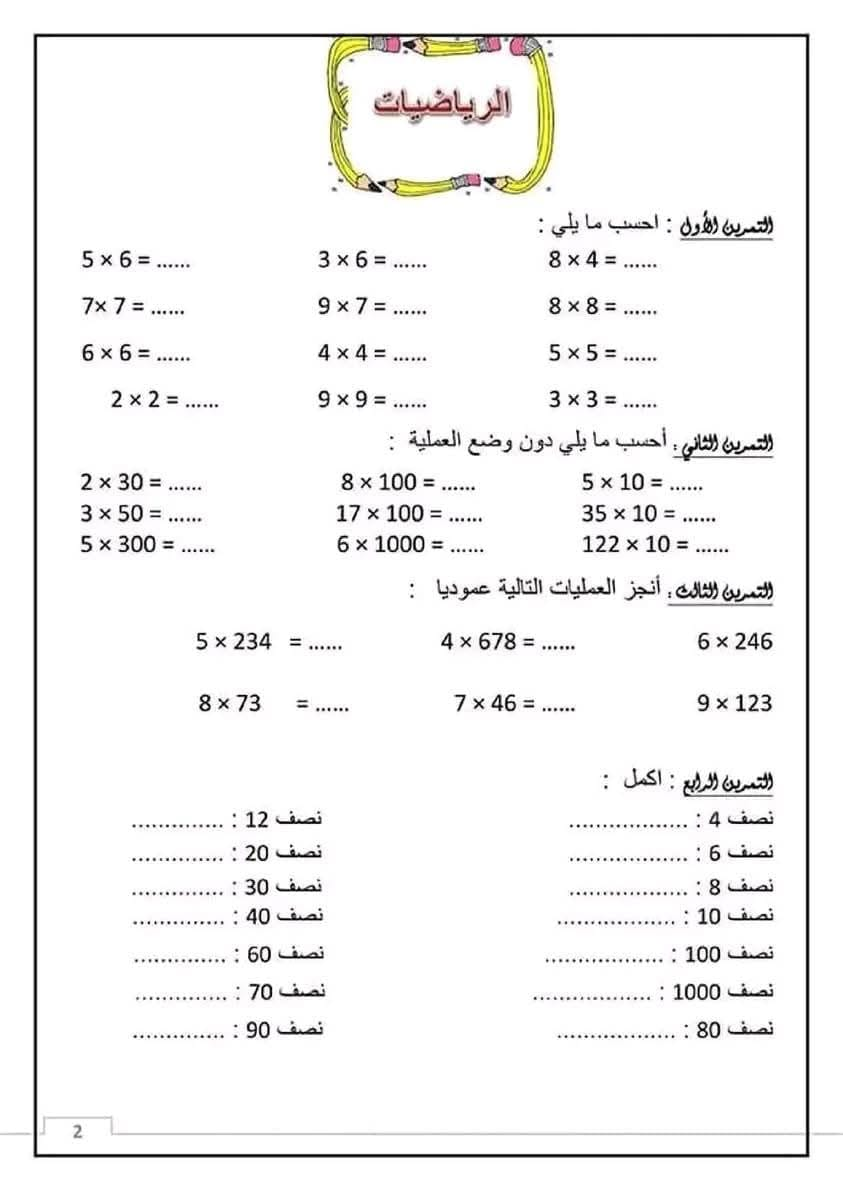 الرياضيات
التمرين الأول : احسب ما يلي :
5 × 6 = ...... 3 × 6 = ...... 8 × 4 = ......
7× 7 = ...... 9 × 7 = ...... 8 × 8 = ......
6 × 6 = ...... 4 × 4 = ...... 5 × 5 = ......
2 × 2 = ...... 9 × 9 = ...... 3 × 3 = ......
التمرين الثاني : أحسب ما يلي دون وضع العملية :
2 × 30 = ...... 8 × 100 = ...... 5 × 10 = ......
3 × 50 = ...... 17 × 100 = ...... 35 × 10 = ......
5 × 300 = ...... 6 × 1000 = ...... 122 × 10 = ......
التمرين الثالث : أنجز العمليات التالية عموديا :
5 × 234 = ...... 4 × 678 = ...... 6 × 246
8 × 73 = ...... 7 × 46 = ...... 9 × 123
التمرين الرابع : اكمل :
نصف 4 : .................. نصف 12 : ..............
نصف 6 : .................. نصف 20 : ..............
نصف 8 : .................. نصف 30 : ..............
نصف 10 : .................. نصف 40 : ..............
نصف 100 : .................. نصف 60 : ..............
نصف 1000 : .................. نصف 70 : ..............
نصف 80 : .................. نصف 90 : ..............
2